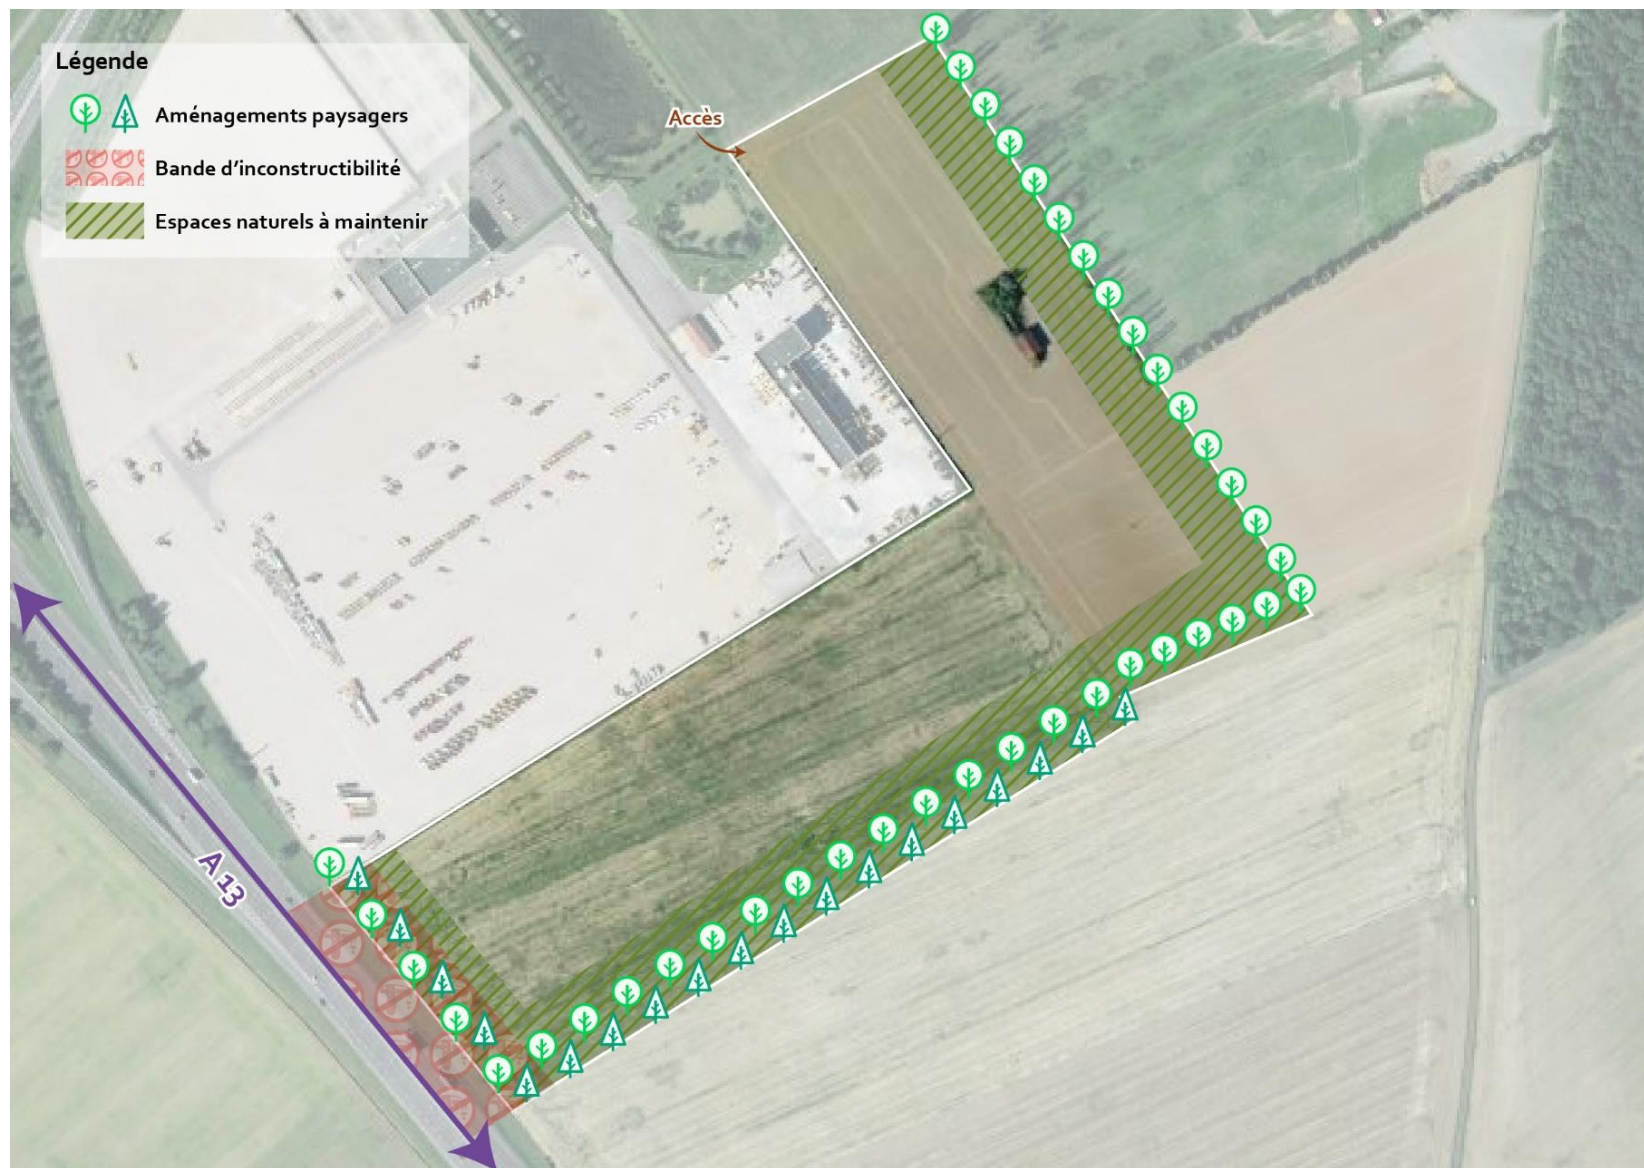 Légende
Aménagements paysagers
Bande d'inconstructibilité
Espaces naturels à maintenir
Accès
A 13